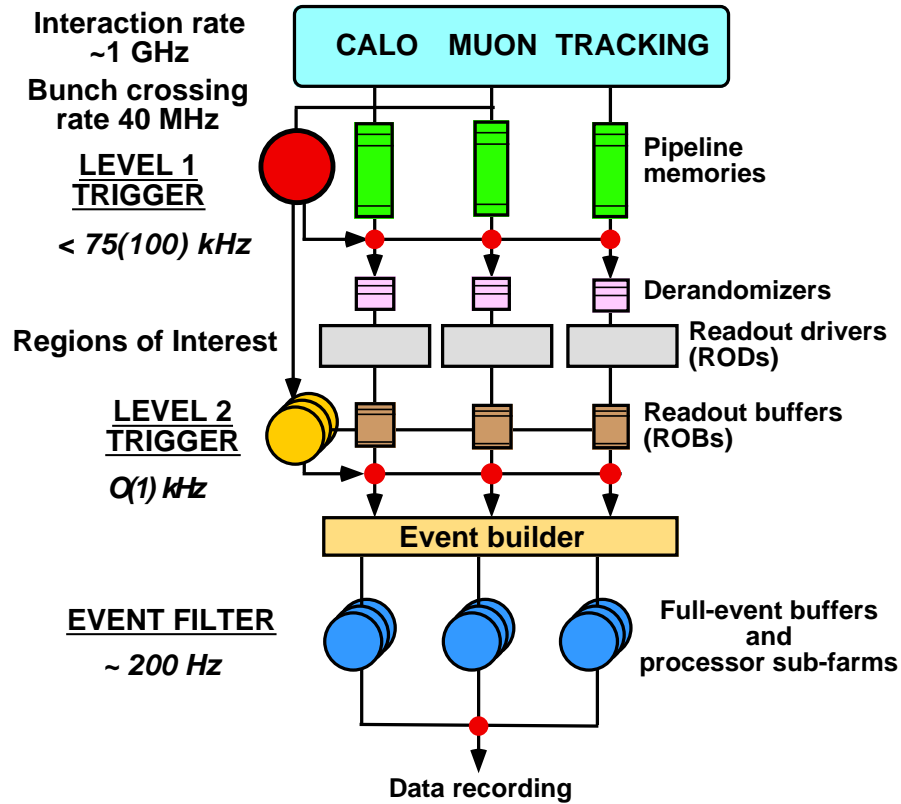 Interaction rate
~1 GHz
CALO MUON TRACKING
Bunch crossing
rate 40 MHz
Pipeline
memories
LEVEL 1
TRIGGER
< 75(100) kHz
Derandomizers
Regions of Interest
Readout drivers
(RODs)
LEVEL 2
TRIGGER
Readout buffers
(ROBs)
O(1) kHz
Event builder
EVENT FILTER
~ 200 Hz
Full-event buffers
and
processor sub-farms
Data recording